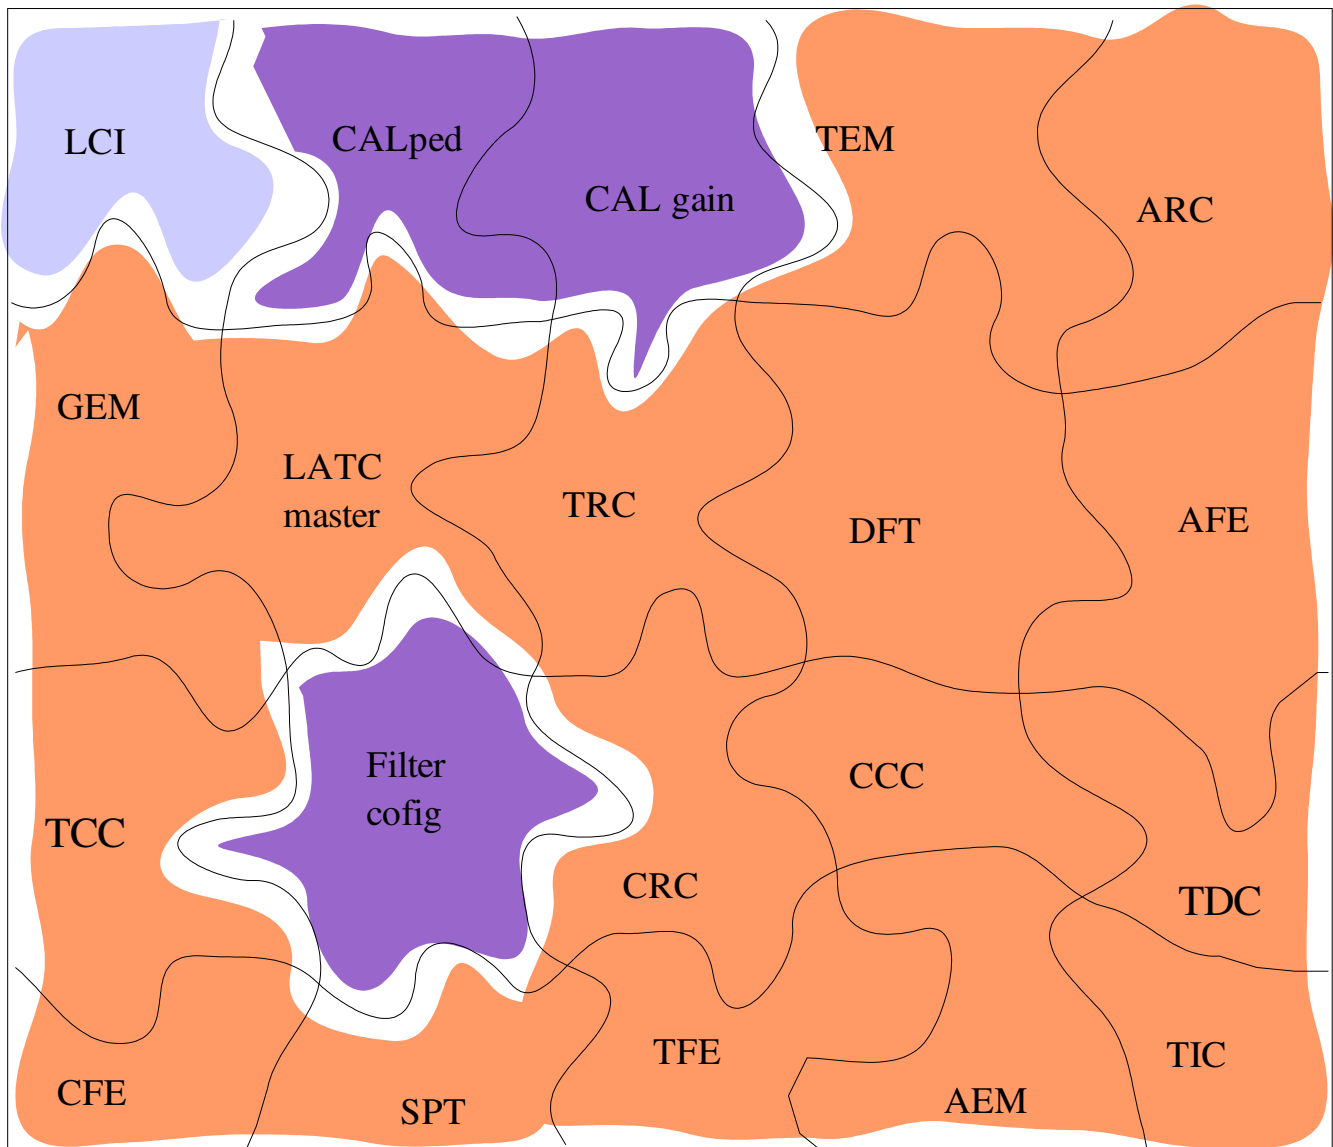 LCI
CALped
CAL gain
TEM
ARC
GEM
LATC
master
TRC
DFT
AFE
Filter
cofig
TCC
CRC
CCC
TDC
CFE
SPT
TFE
AEM
TIC